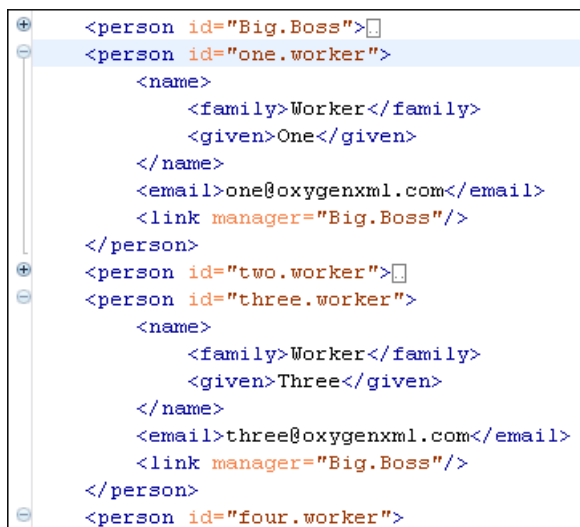 <person id="Big.Boss">..
<person id="one.worker">
<name>
<family>Worker</family>
<given>One</given>
</name>
<email>one@oxygenxml.com</email>
<link manager="Big.Boss"/>
</person>
<person id="two.worker">..
<person id="three.worker">
<name>
<family>Worker</family>
<given>Three</given>
</name>
<email>three@oxygenxml.com</email>
<link manager="Big.Boss"/>
</person>
<person id="four.worker">